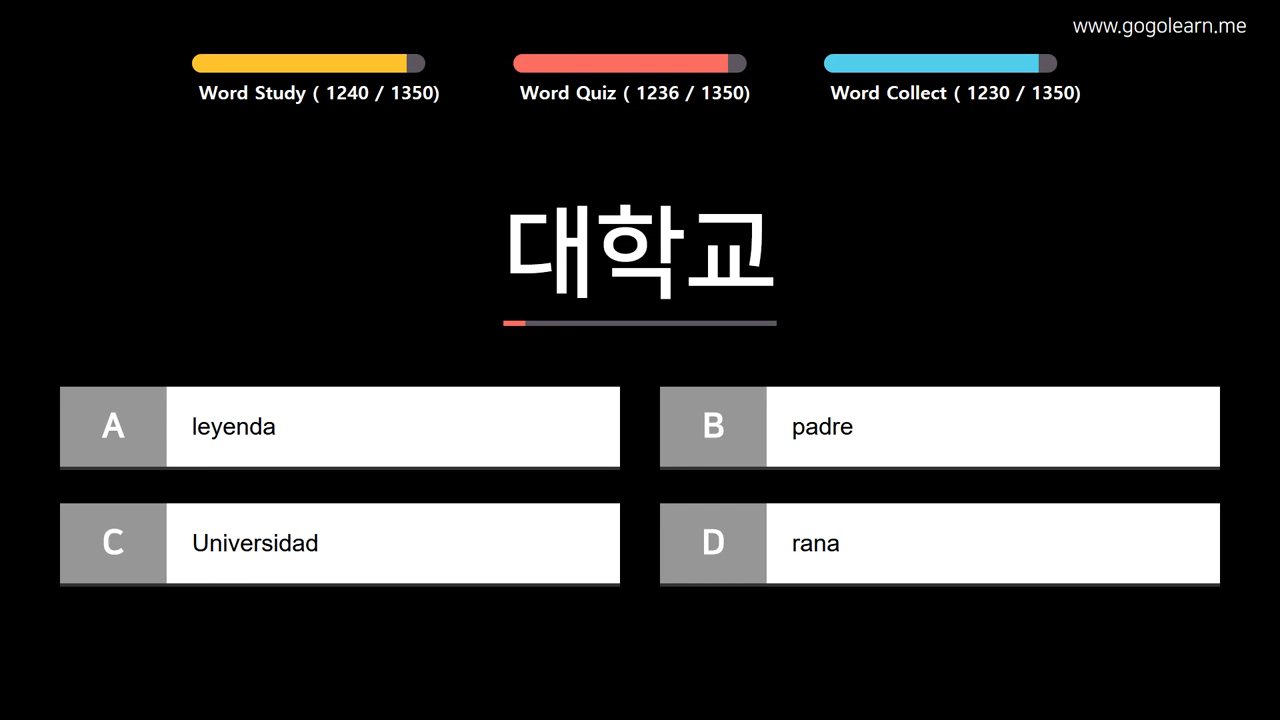 www.gogolearn.me
Word Study ( 1240 / 1350)
Word Quiz ( 1236 / 1350)
Word Collect ( 1230 / 1350)
대학교
A leyenda
B padre
C Universidad
D rana